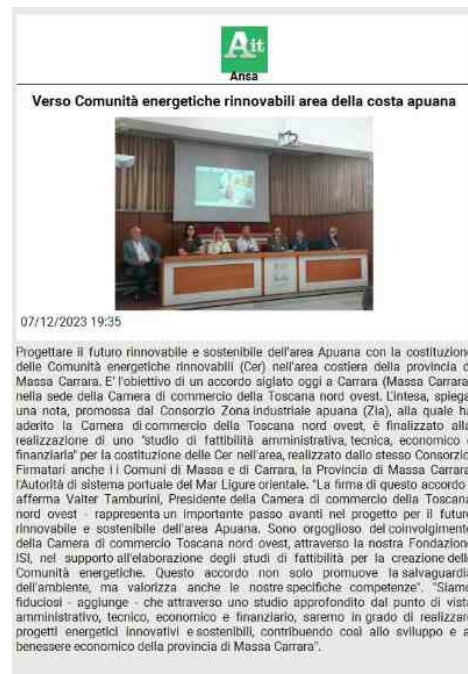 Ait
Ansa
Verso Comunità energetiche rinnovabili area della costa apuana
07/12/2023 19:35
Progettare il futuro rinnovabile e sostenibile dell'area Apuana con la costituzione
delle Comunità energetiche rinnovabili (Cer) nell'area costiera della provincia d
Massa Carrara. E' l'obiettivo di un accordo siglato oggi a Carrara (Massa Carrara
nella sede della Camera di commercio della Toscana nord ovest. L'intesa, spiega
una nota, promossa dal Consorzio Zona industriale apuana (Zia), alla quale ha
aderito la Camera di commercio della Toscana nord ovest, è finalizzato alla
realizzazione di uno "studio di fattibilità amministrativa, tecnica, economico e
finanziaria" per la costituzione delle Cer nell'area, realizzato dallo stesso Consorzio
Firmatari anche i i Comuni di Massa e di Carrara, la Provincia di Massa Carrara
l'Autorità di sistema portuale del Mar Ligure orientale. "La firma di questo accordo -
afferma Valter Tamburini, Presidente della Camera di commercio della Toscana
nord ovest - rappresenta un importante passo avanti nel progetto per il futuro
rinnovabile e sostenibile dell'area Apuana. Sono orgoglioso del coinvolgimento
della Camera di commercio Toscana nord ovest, attraverso la nostra Fondazione
ISI, nel supporto all'elaborazione degli studi di fattibilità per la creazione delle
Comunità energetiche. Questo accordo non solo promuove la salvaguardia
dell'ambiente, ma valorizza anche le nostre specifiche competenze". "Siamo
fiduciosi - aggiunge - che attraverso uno studio approfondito dal punto di vista
amministrativo, tecnico, economico e finanziario, saremo in grado di realizzare
progetti energetici innovativi e sostenibili, contribuendo così allo sviluppo e a
benessere economico della provincia di Massa Carrara".